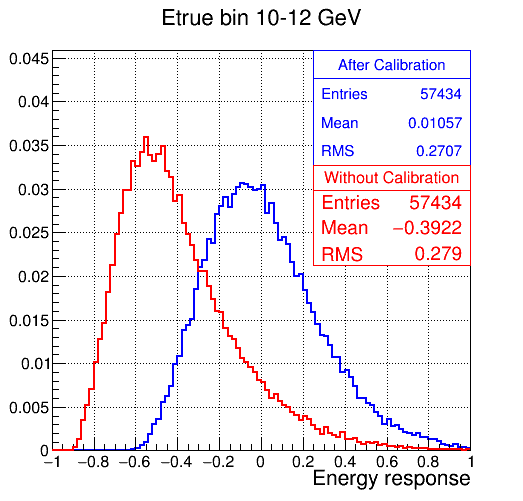 Etrue bin 10-12 GeV
After Calibration
Entries 57434
Mean 0.01057
RMS 0.2707
Without Calibration
Entries 57434
Mean −0.3922
RMS 0.279
0.045
0.04
0.035
0.03
0.025
0.02
0.015
0.01
0.005
0
−1 −0.8 −0.6 −0.4 −0.2 0 0.2 0.4 0.6 0.8 1
Energy response